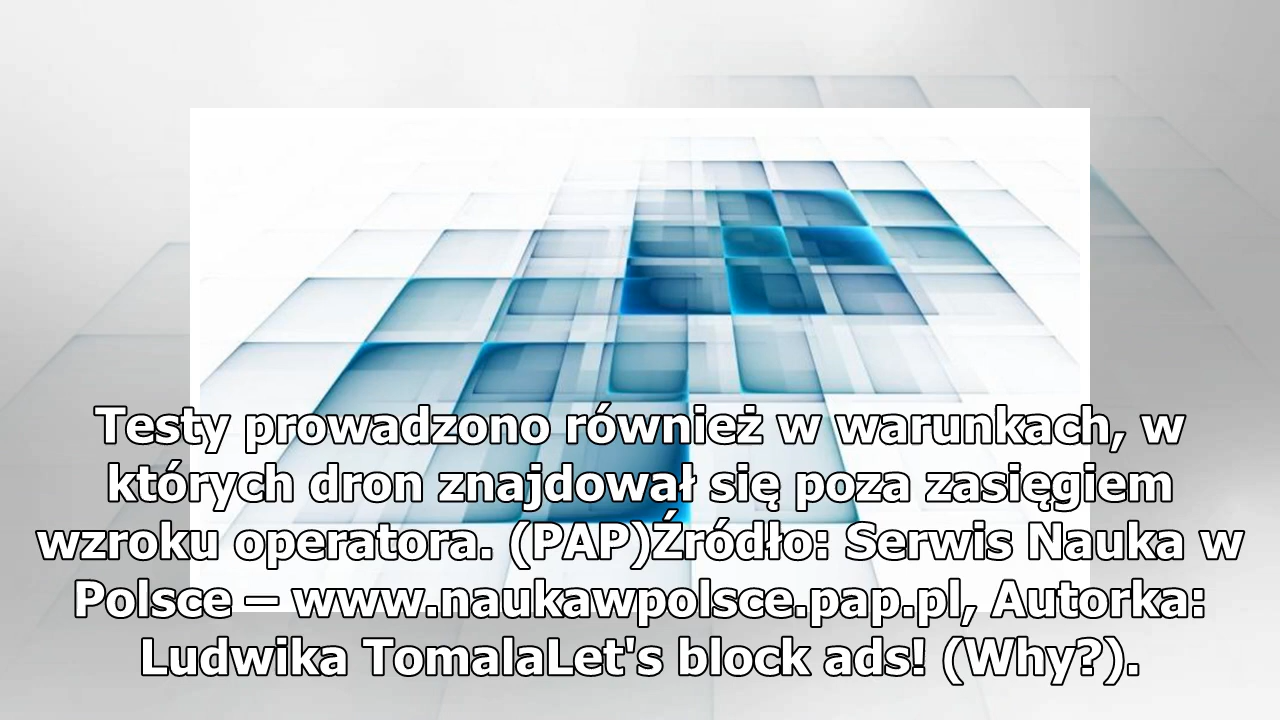 Testy prowadzono również w warunkach, w
których dron znajdował się poza zasięgiem
wzroku operatora. (PAP)Źródło: Serwis Nauka w
Polsce – www.naukawpolsce.pap.pl, Autorka:
Ludwika TomalaLet's block ads! (Why?).